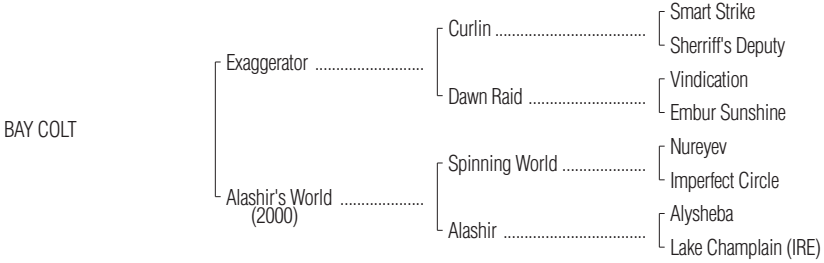 Smart Strike
Curlin ....................................
Sherriff's Deputy
Exaggerator ..........................
Vindication
Dawn Raid ............................
Embur Sunshine
BAY COLT
Nureyev
Spinning World ....................
Imperfect Circle
Alashir's World ....................
(2000)
Alysheba
Alashir ..................................
Lake Champlain (IRE)